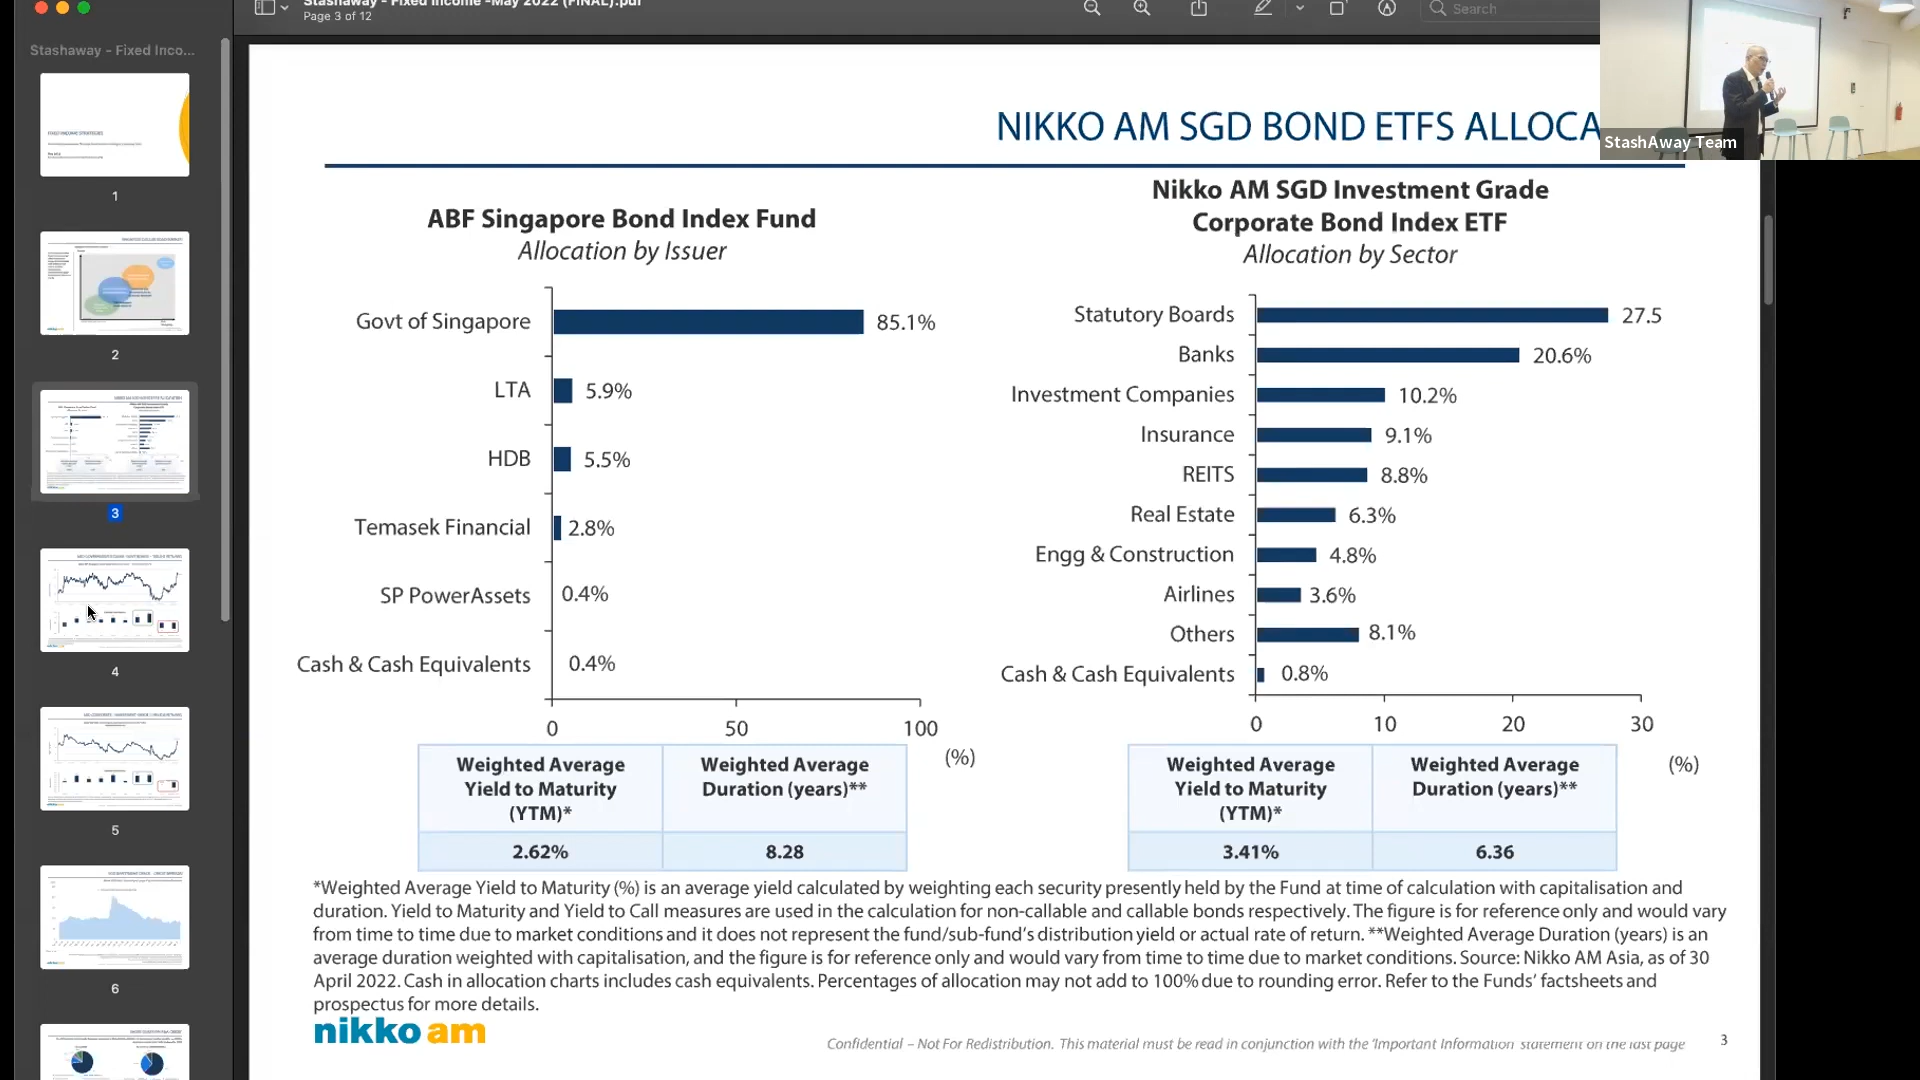 Stashaway - Fixed Income -May 2022 (FINAL).pdf
Page 3 of 12
Search
Stashaway - Fixed Inco...
1
2
3
4
5
6
StashAway Team
NIKKO AM SGD BOND ETFS ALLOCA
ABF Singapore Bond Index Fund
Allocation by Issuer
Govt of Singapore 85.1%
LTA 5.9%
HDB 5.5%
Temasek Financial 2.8%
SP PowerAssets 0.4%
Cash & Cash Equivalents 0.4%
0 50 100
(%)
Weighted Average Yield to Maturity (YTM)*
Weighted Average Duration (years)**
2.62% 8.28
Nikko AM SGD Investment Grade
Corporate Bond Index ETF
Allocation by Sector
Statutory Boards 27.5
Banks 20.6%
Investment Companies 10.2%
Insurance 9.1%
REITS 8.8%
Real Estate 6.3%
Engg & Construction 4.8%
Airlines 3.6%
Others 8.1%
Cash & Cash Equivalents 0.8%
0 10 20 30
(%)
Weighted Average Yield to Maturity (YTM)*
Weighted Average Duration (years)**
3.41% 6.36
*Weighted Average Yield to Maturity (%) is an average yield calculated by weighting each security presently held by the Fund at time of calculation with capitalisation and
duration. Yield to Maturity and Yield to Call measures are used in the calculation for non-callable and callable bonds respectively. The figure is for reference only and would vary
from time to time due to market conditions and it does not represent the fund/sub-fund's distribution yield or actual rate of return. **Weighted Average Duration (years) is an
average duration weighted with capitalisation, and the figure is for reference only and would vary from time to time due to market conditions. Source: Nikko AM Asia, as of 30
April 2022. Cash in allocation charts includes cash equivalents. Percentages of allocation may not add to 100% due to rounding error. Refer to the Funds' factsheets and
prospectus for more details.
nikko am
Confidential – Not For Redistribution. This material must be read in conjunction with the 'Important Information' statement on the last page
3